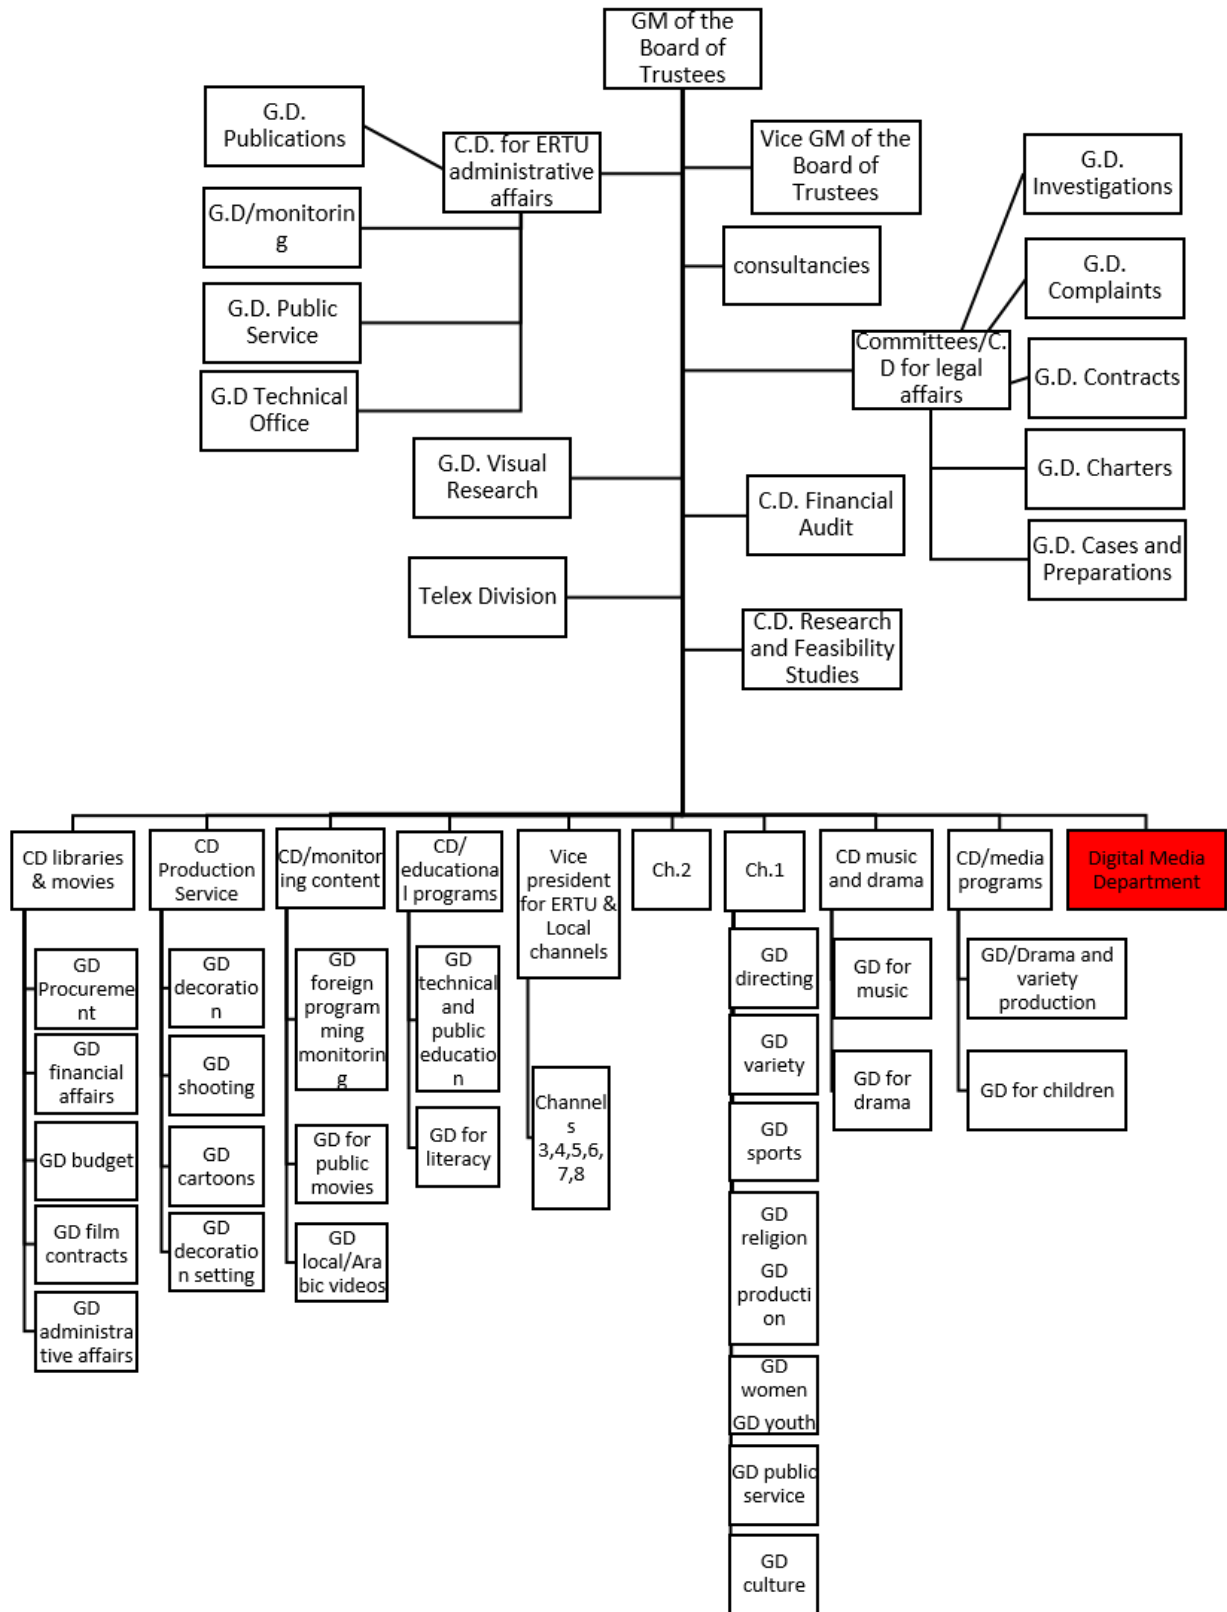 GM of the
Board of
Trustees
G.D.
Publications
C.D. for ERTU
administrative
affairs
Vice GM of the
Board of
Trustees
G.D.
Investigations
G.D/monitorin
g
consultancies
G.D.
Complaints
G.D. Public
Service
Committees/C.
D for legal
affairs
G.D. Contracts
G.D Technical
Office
G.D. Visual
Research
G.D. Charters
C.D. Financial
Audit
G.D. Cases and
Preparations
Telex Division
C.D. Research
and Feasibility
Studies
CD libraries
& movies
CD
Production
Service
CD/monitor
ing content
CD/
educationa
l programs
Vice
president
for ERTU &
Local
channels
Ch.2
Ch.1
CD music
and drama
CD/media
programs
Digital Media
Department
GD
Procureme
nt
GD
financial
affairs
GD budget
GD film
contracts
GD
administra
tive affairs
GD
decoratio
n
GD
shooting
GD
cartoons
GD
decoratio
n setting
GD
foreign
program
ming
monitorin
g
GD for
public
movies
GD
local/Ara
bic videos
GD
technical
and
public
educatio
n
GD for
literacy
Channel
s
3,4,5,6,
7,8
GD
directing
GD
variety
GD
sports
GD
religion
GD
producti
on
GD
women
GD youth
GD public
service
GD
culture
GD for
music
GD for
drama
GD/Drama and
variety
production
GD for children